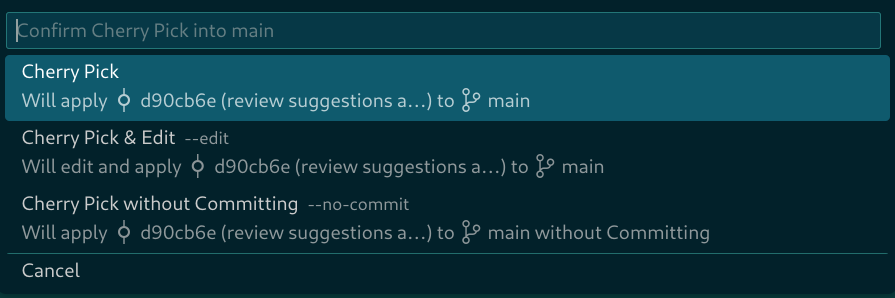 Confirm Cherry Pick into main
Cherry Pick
Will apply d90cb6e (review suggestions a...) to main
Cherry Pick & Edit --edit
Will edit and apply d90cb6e (review suggestions a...) to main
Cherry Pick without Committing --no-commit
Will apply d90cb6e (review suggestions a...) to main without Committing
Cancel